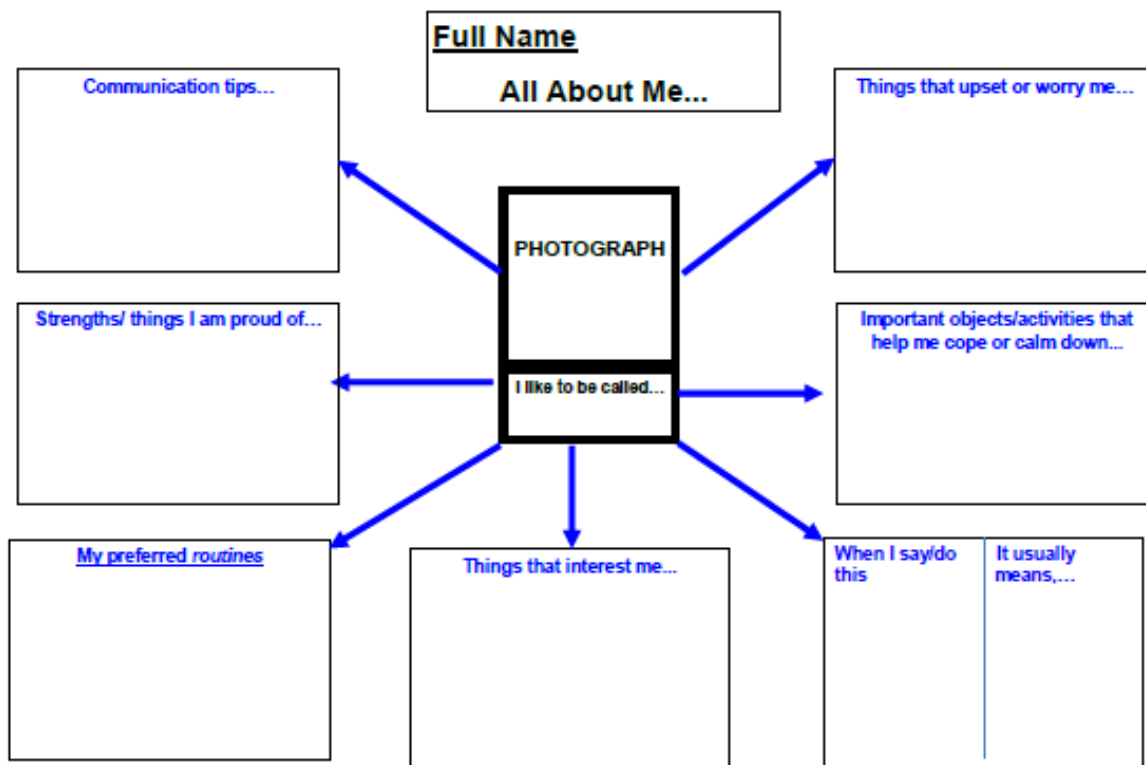 Full Name
All About Me...
Communication tips…
Things that upset or worry me…
PHOTOGRAPH
Strengths/ things I am proud of…
Important objects/activities that
help me cope or calm down...
I like to be called…
My preferred routines
Things that interest me...
When I say/do
this
It usually
means,…